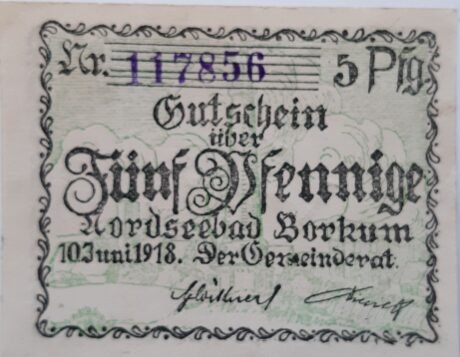 Nr. 117856 5 Pfg.
Gutschein
über
Fünf Pfennige
Nordseebad Borkum
10.Juni 1918. Der Gemeinderat.